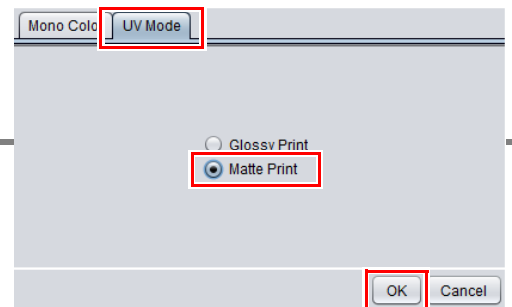 Mono Colo UV Mode
Glossy Print
Matte Print
OK Cancel